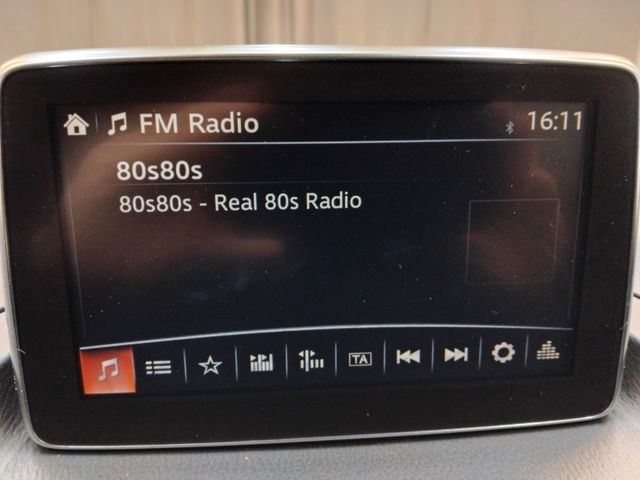 FM Radio
16:11
80s80s
80s80s - Real 80s Radio
TA